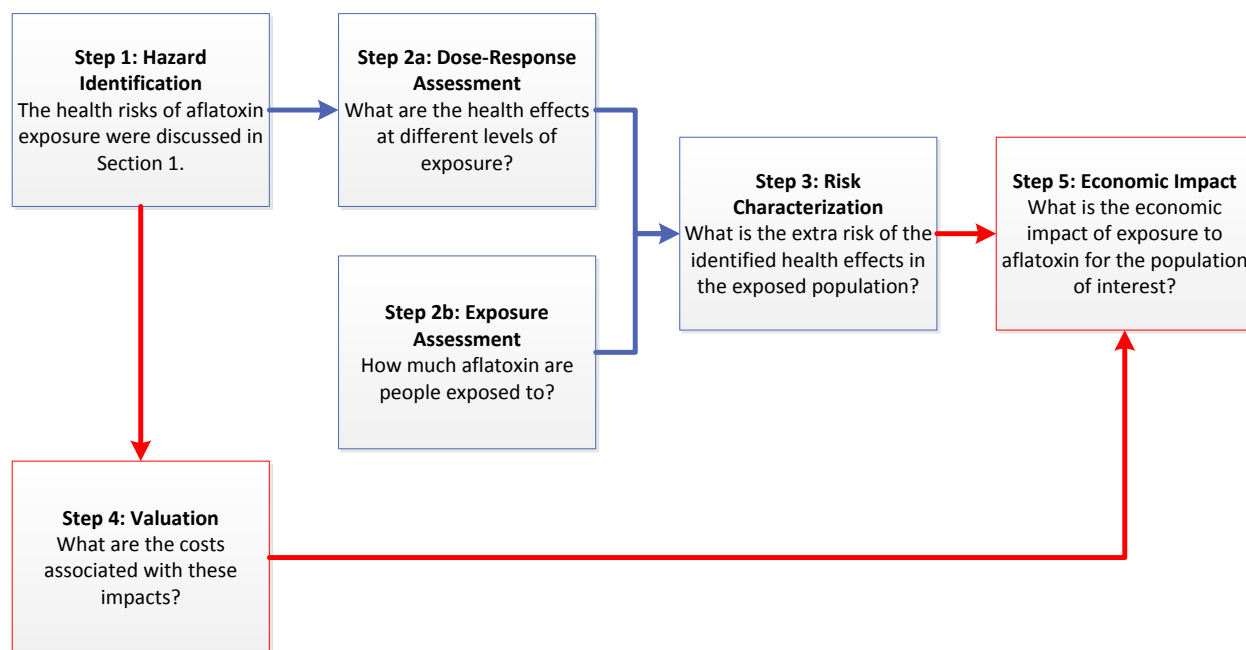 Step 1: Hazard
Identification
The health risks of aflatoxin
exposure were discussed in
Section 1.
Step 2a: Dose-Response
Assessment
What are the health effects
at different levels of
exposure?
Step 2b: Exposure
Assessment
How much aflatoxin are
people exposed to?
Step 3: Risk
Characterization
What is the extra risk of the
identified health effects in
the exposed population?
Step 4: Valuation
What are the costs
associated with these
impacts?
Step 5: Economic Impact
What is the economic
impact of exposure to
aflatoxin for the population
of interest?